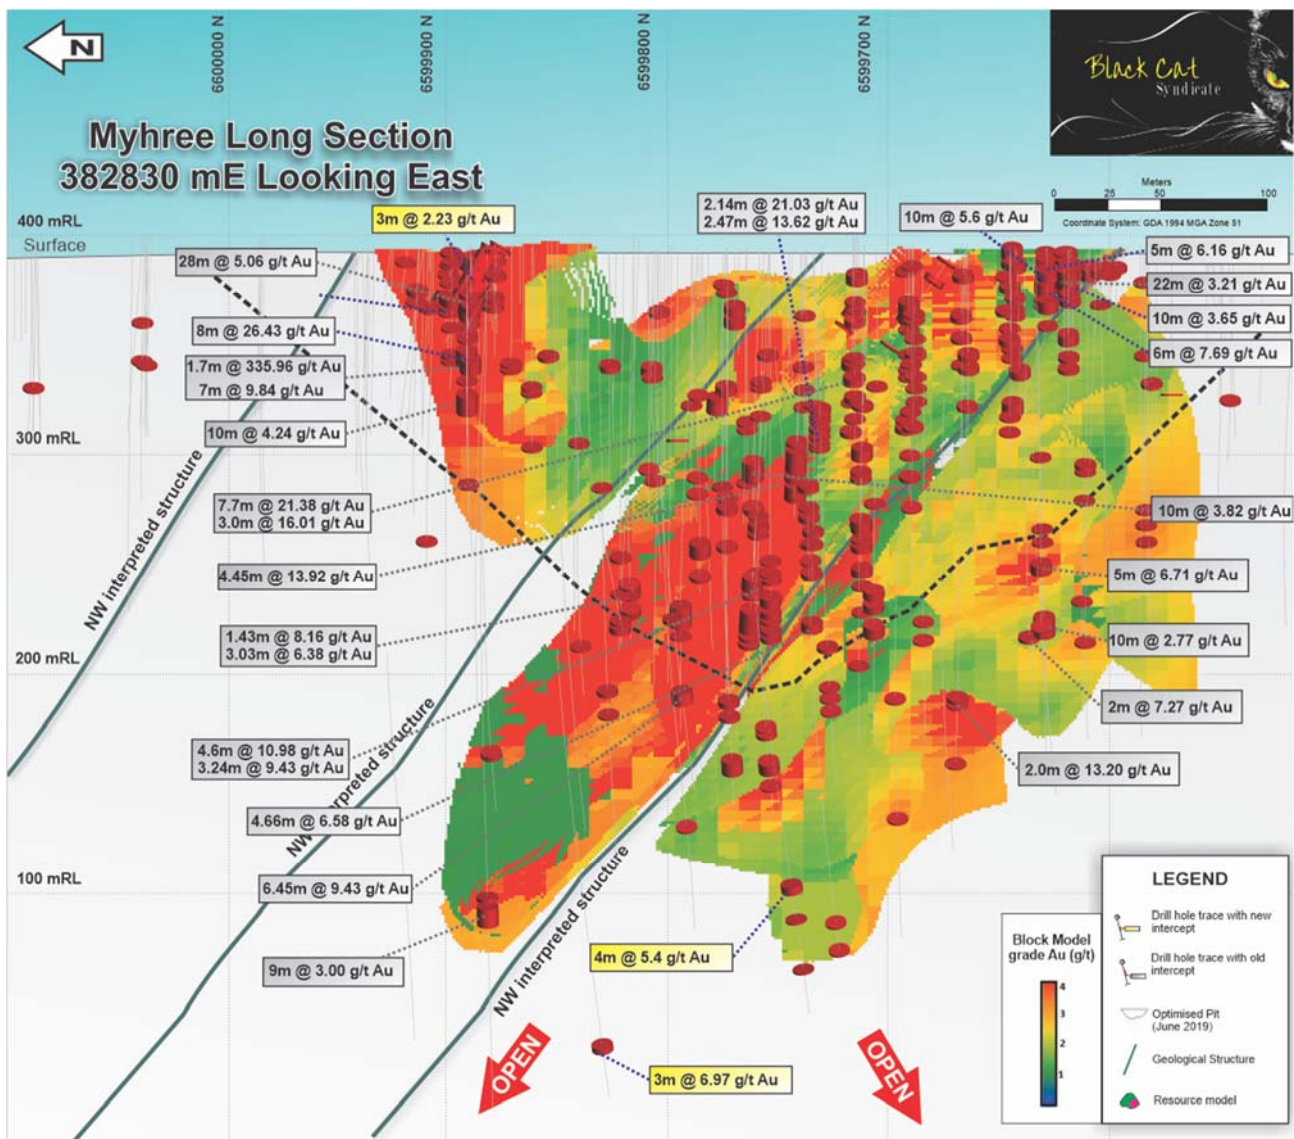 N
6600000 N
6599900 N
6599800 N
6599700 N
Black Cat
Syndicate
Myhree Long Section
382830 mE Looking East
Meters
0 25 50 100
Coordinate System: GDA 1994 MGA Zone 51
400 mRL
Surface
3m @ 2.23 g/t Au
2.14m @ 21.03 g/t Au
2.47m @ 13.62 g/t Au
10m @ 5.6 g/t Au
5m @ 6.16 g/t Au
28m @ 5.06 g/t Au
22m @ 3.21 g/t Au
10m @ 3.65 g/t Au
8m @ 26.43 g/t Au
6m @ 7.69 g/t Au
1.7m @ 335.96 g/t Au
7m @ 9.84 g/t Au
10m @ 4.24 g/t Au
300 mRL
7.7m @ 21.38 g/t Au
3.0m @ 16.01 g/t Au
10m @ 3.82 g/t Au
NW interpreted structure
4.45m @ 13.92 g/t Au
5m @ 6.71 g/t Au
1.43m @ 8.16 g/t Au
3.03m @ 6.38 g/t Au
10m @ 2.77 g/t Au
200 mRL
2m @ 7.27 g/t Au
4.6m @ 10.98 g/t Au
3.24m @ 9.43 g/t Au
NW interpreted structure
2.0m @ 13.20 g/t Au
4.66m @ 6.58 g/t Au
100 mRL
6.45m @ 9.43 g/t Au
NW interpreted structure
9m @ 3.00 g/t Au
4m @ 5.4 g/t Au
OPEN
OPEN
3m @ 6.97 g/t Au
Block Model
grade Au (g/t)
4
3
2
1
LEGEND
Drill hole trace with new
intercept
Drill hole trace with old
intercept
Optimised Pit
(June 2019)
Geological Structure
Resource model